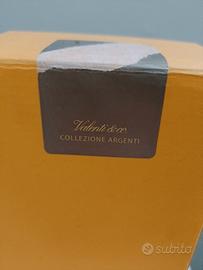 Valenti & co.
COLLEZIONE ARGENTI
subito